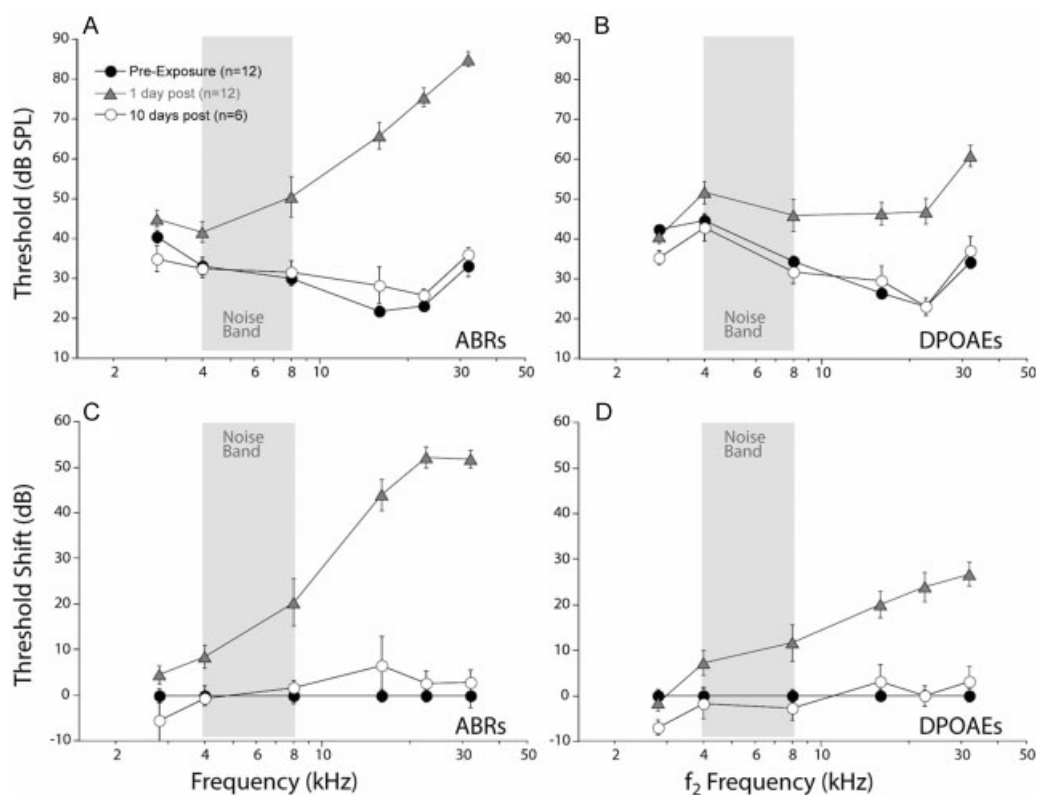 A
Pre-Exposure (n=12)
1 day post (n=12)
10 days post (n=6)
Threshold (dB SPL)
90
80
70
60
50
40
30
20
10
Noise
Band
ABRs
2
4
6
8
10
30
50
B
90
80
70
60
50
40
30
20
10
Noise
Band
DPOAEs
2
4
6
8
10
30
50
C
Threshold Shift (dB)
60
50
40
30
20
10
0
-10
Noise
Band
ABRs
2
4
6
8
10
30
50
Frequency (kHz)
D
60
50
40
30
20
10
0
-10
Noise
Band
DPOAEs
2
4
6
8
10
30
50
f2 Frequency (kHz)